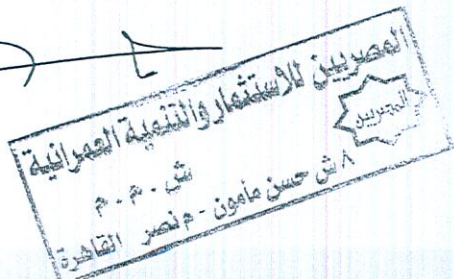 المصريين للاستثمار والتنمية العمرانية
المصريين
ش . م . م
٨ ش حسن مأمون - م نصر القاهرة